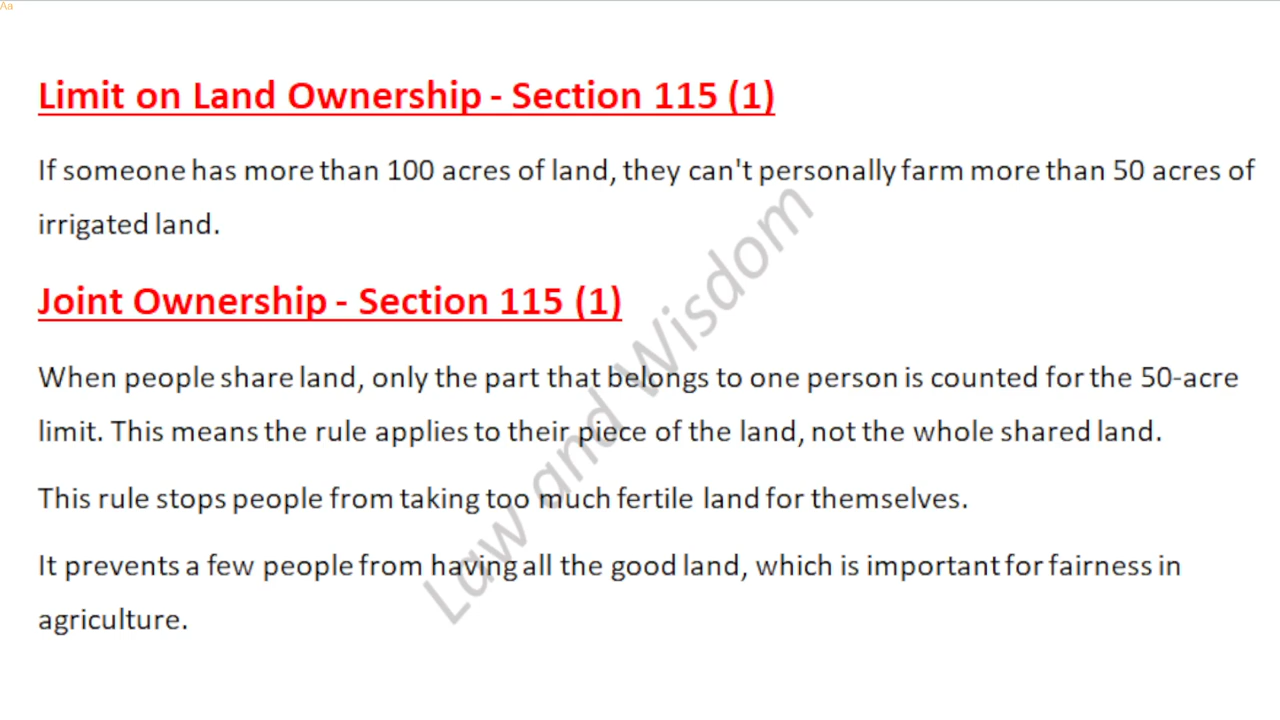 Aa
Limit on Land Ownership - Section 115 (1)
If someone has more than 100 acres of land, they can't personally farm more than 50 acres of
irrigated land.
Joint Ownership - Section 115 (1)
When people share land, only the part that belongs to one person is counted for the 50-acre
limit. This means the rule applies to their piece of the land, not the whole shared land.
This rule stops people from taking too much fertile land for themselves.
It prevents a few people from having all the good land, which is important for fairness in
agriculture.
Law and Wisdom